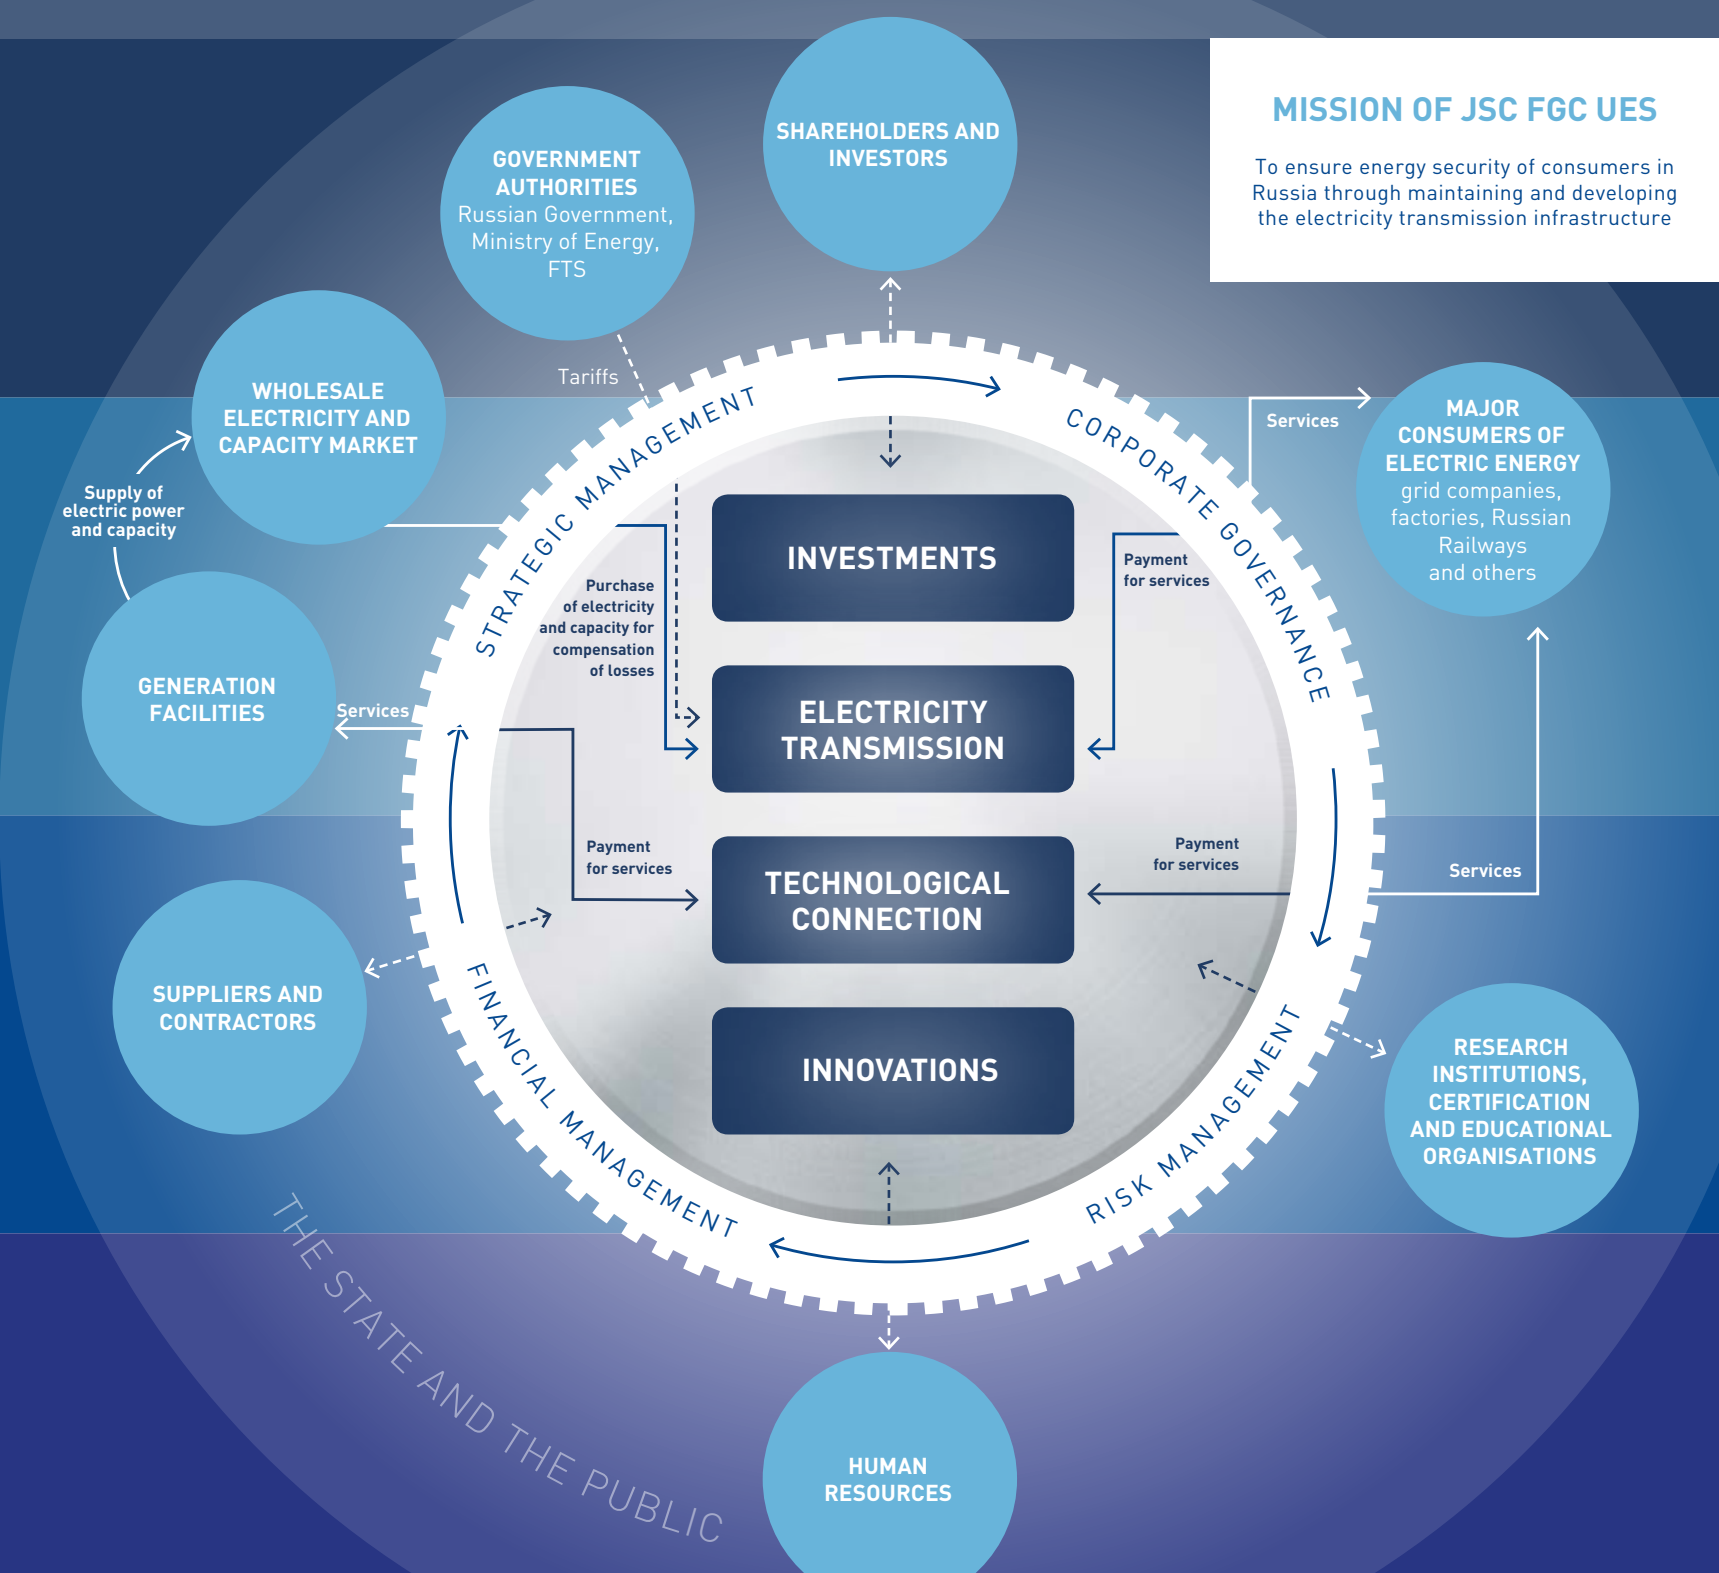 SHAREHOLDERS AND
INVESTORS
MISSION OF JSC FGC UES
To ensure energy security of consumers in
Russia through maintaining and developing
the electricity transmission infrastructure
GOVERNMENT
AUTHORITIES
Russian Government,
Ministry of Energy,
FTS
Tariffs
WHOLESALE
ELECTRICITY AND
CAPACITY MARKET
Supply of
electric power
and capacity
GENERATION
FACILITIES
Services
SUPPLIERS AND
CONTRACTORS
STRATEGIC MANAGEMENT
CORPORATE GOVERNANCE
RISK MANAGEMENT
FINANCIAL MANAGEMENT
Purchase
of electricity
and capacity for
compensation
of losses
Payment
for services
INVESTMENTS
ELECTRICITY
TRANSMISSION
TECHNOLOGICAL
CONNECTION
INNOVATIONS
Payment
for services
Payment
for services
Services
MAJOR
CONSUMERS OF
ELECTRIC ENERGY
grid companies,
factories, Russian
Railways
and others
Services
RESEARCH
INSTITUTIONS,
CERTIFICATION
AND EDUCATIONAL
ORGANISATIONS
HUMAN
RESOURCES
THE STATE AND THE PUBLIC